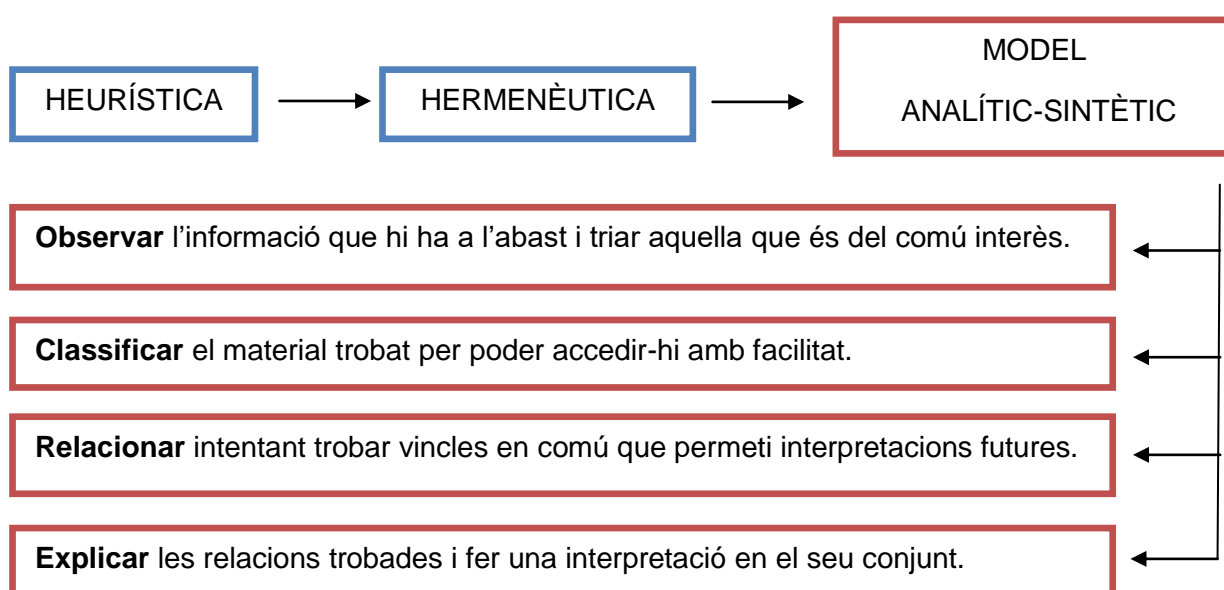 HEURÍSTICA
HERMENÈUTICA
MODEL
ANALÍTIC-SINTÈTIC
Observar l’informació que hi ha a l’abast i triar aquella que és del comú interès.
Classificar el material trobat per poder accedir-hi amb facilitat.
Relacionar intentant trobar vincles en comú que permeti interpretacions futures.
Explicar les relacions trobades i fer una interpretació en el seu conjunt.